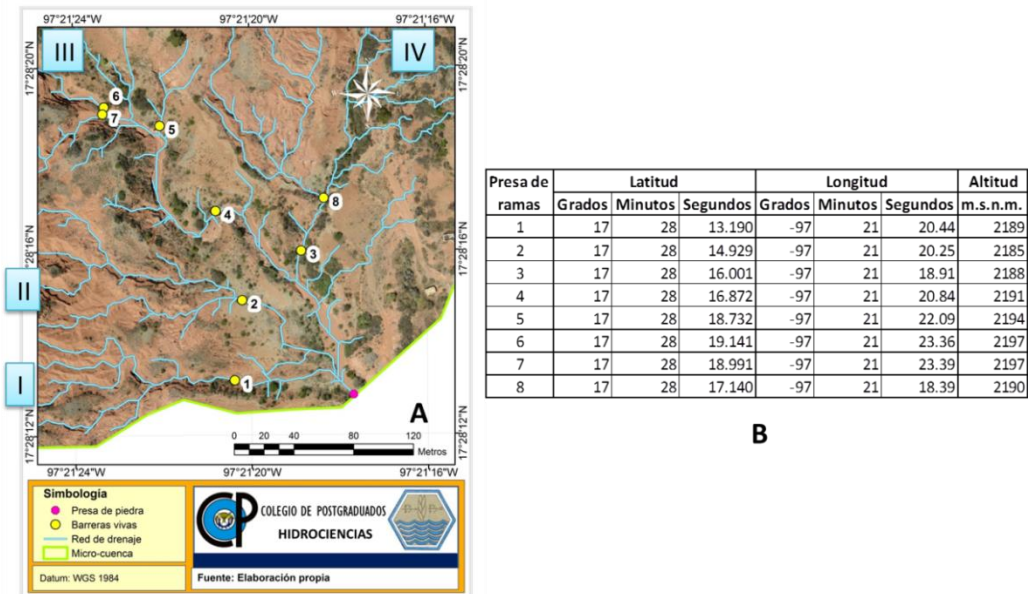 97°21'24"W 97°21'20"W 97°21'16"W
III
IV
17°28'20"N
17°28'20"N
6
7
5
4
8
17°28'16"N
17°28'16"N
3
II
2
I
1
A
0 20 40 80 120
Metros
17°28'12"N
17°28'12"N
97°21'24"W 97°21'20"W 97°21'16"W
Simbología
Presa de piedra
Barreras vivas
Red de drenaje
Micro-cuenca
Datum: WGS 1984
CP
COLEGIO DE POSTGRADUADOS
HIDROCIENCIAS
Fuente: Elaboración propia
Presa de Latitud Longitud Altitud
ramas Grados Minutos Segundos Grados Minutos Segundos m.s.n.m.
1 17 28 13.190 -97 21 20.44 2189
2 17 28 14.929 -97 21 20.25 2185
3 17 28 16.001 -97 21 18.91 2188
4 17 28 16.872 -97 21 20.84 2191
5 17 28 18.732 -97 21 22.09 2194
6 17 28 19.141 -97 21 23.36 2197
7 17 28 18.991 -97 21 23.39 2197
8 17 28 17.140 -97 21 18.39 2190
B